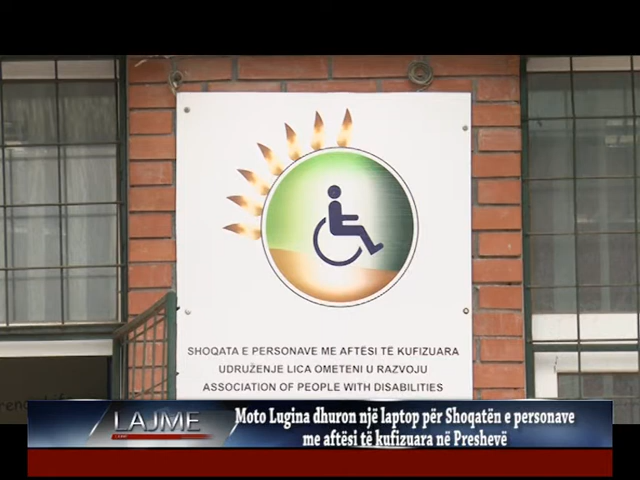 SHOQATA E PERSONAVE ME AFTËSI TË KUFIZUARA
UDRUŽENJE LICA OMETENI U RAZVOJU
ASSOCIATION OF PEOPLE WITH DISABILITIES
LAJME
Moto Lugina dhuron një laptop për Shoqatën e personave
me aftësi të kufizuara në Preshevë